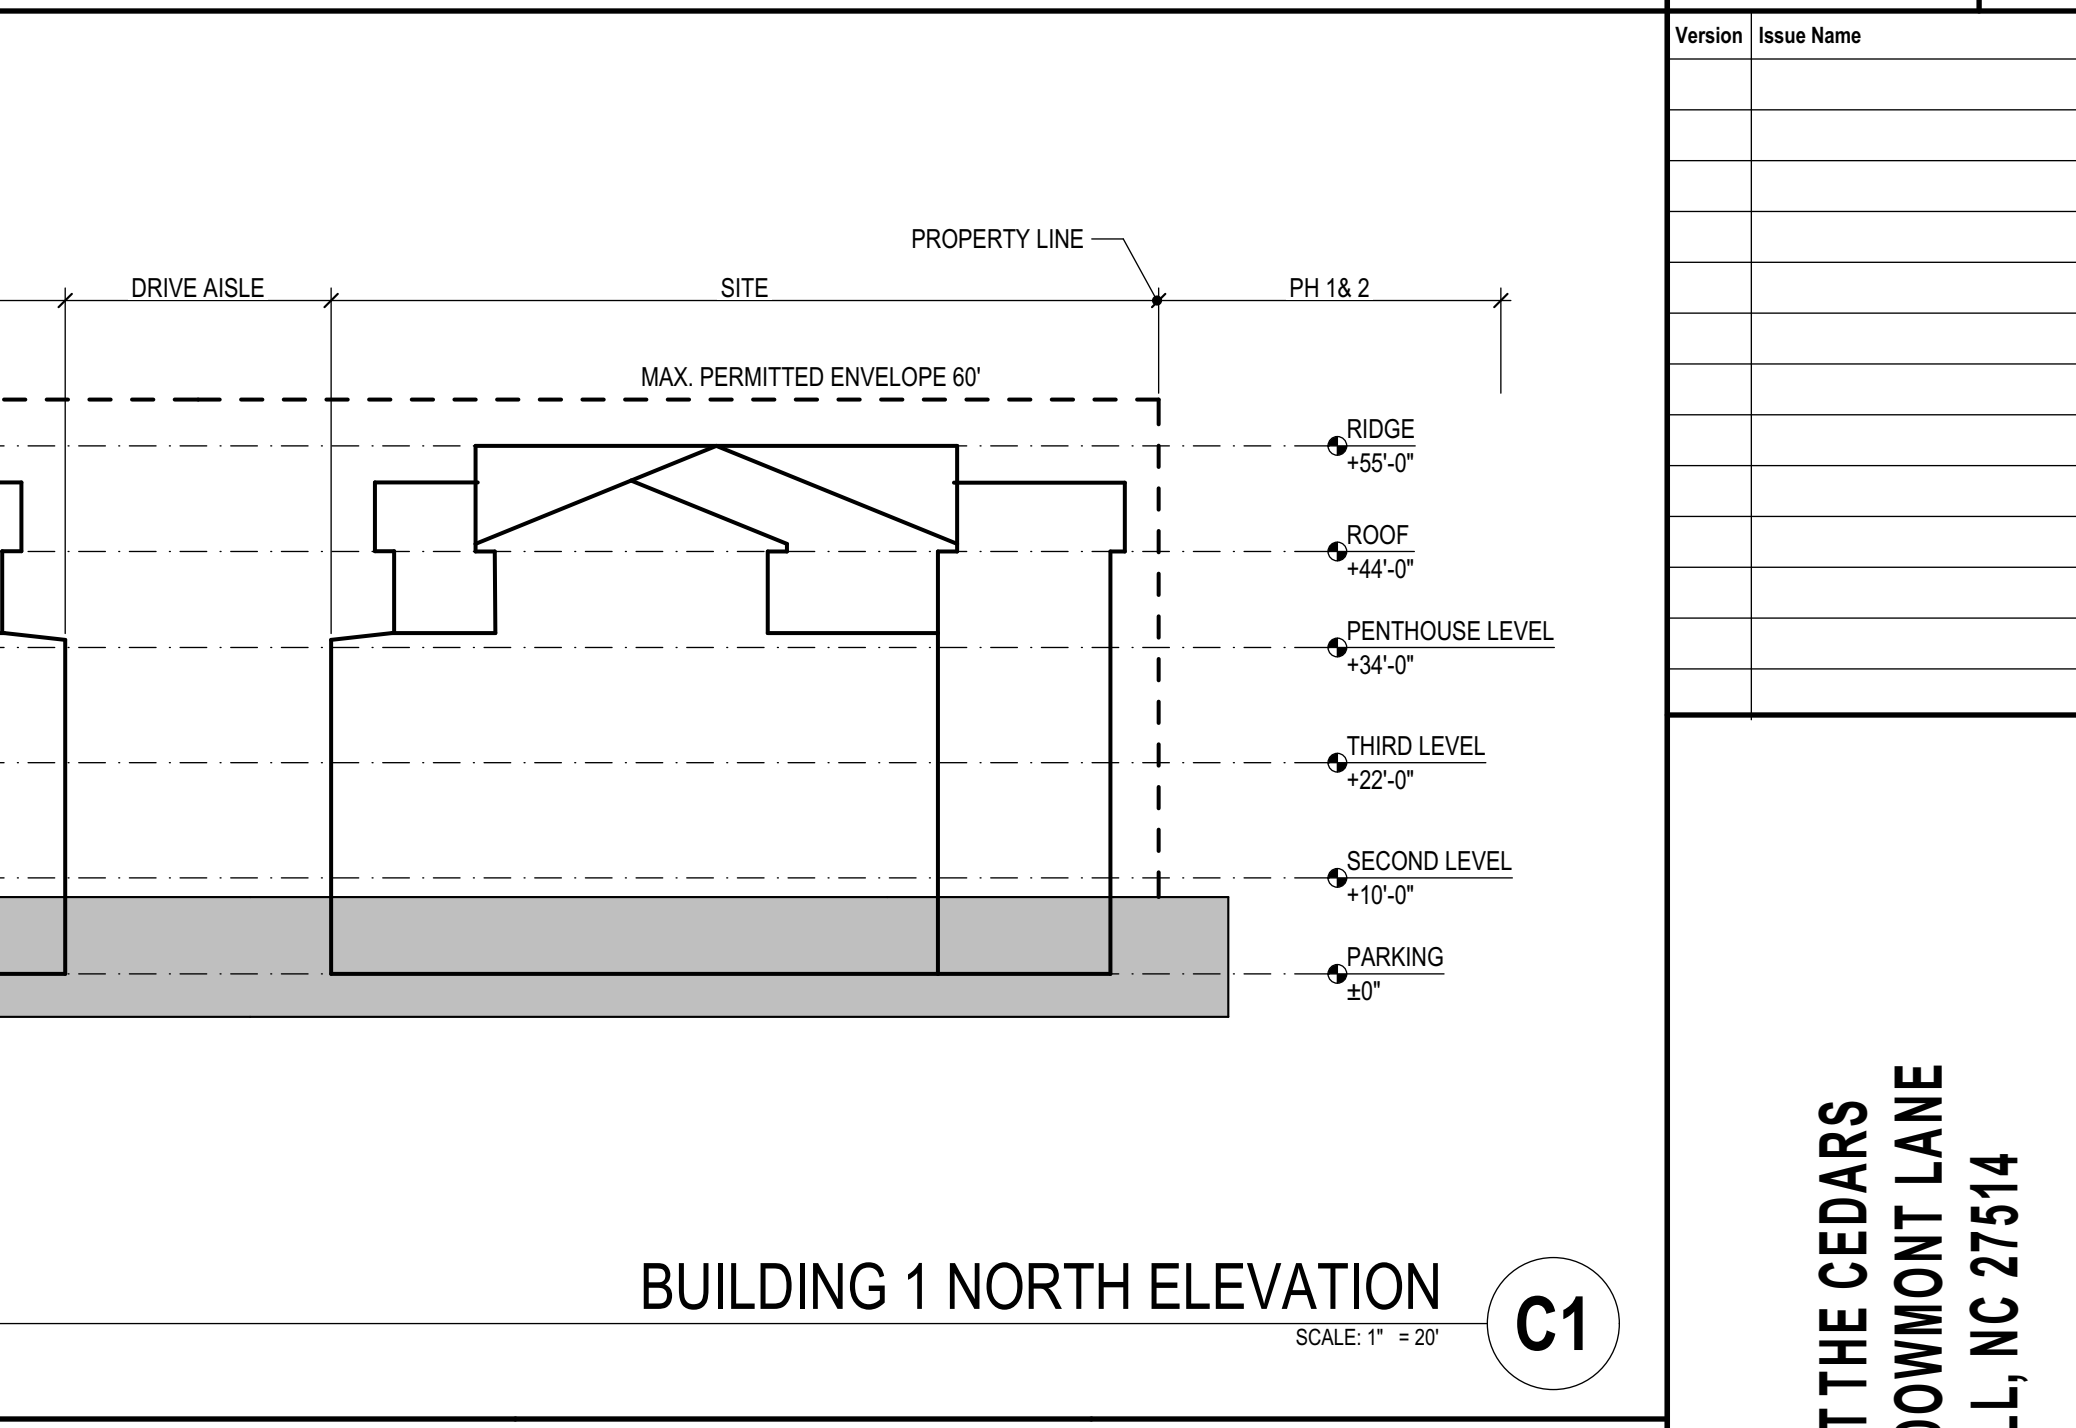 Version Issue Name
PROPERTY LINE
DRIVE AISLE
SITE
PH 1& 2
MAX. PERMITTED ENVELOPE 60'
RIDGE
+55'-0"
ROOF
+44'-0"
PENTHOUSE LEVEL
+34'-0"
THIRD LEVEL
+22'-0"
SECOND LEVEL
+10'-0"
PARKING
±0"
BUILDING 1 NORTH ELEVATION
SCALE: 1" = 20'
C1
T THE CEDARS
DOWMONT LANE
LL, NC 27514